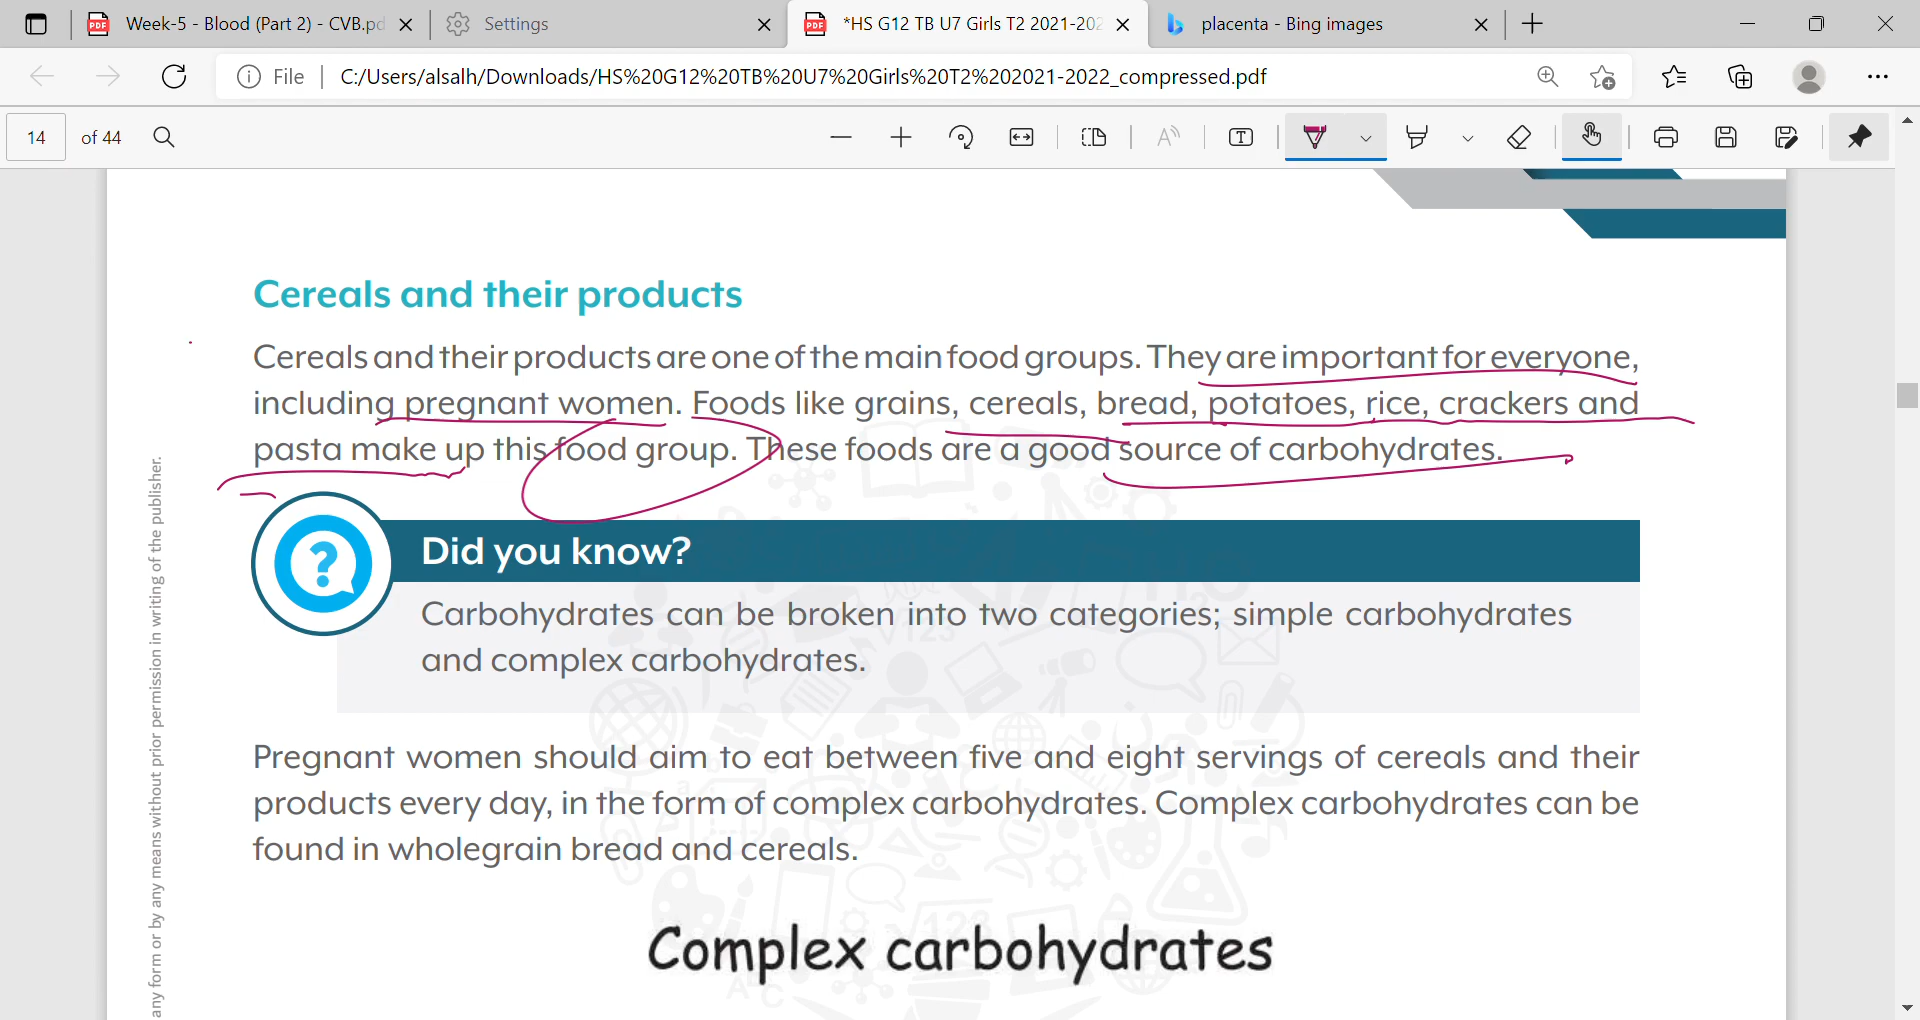 Week-5 - Blood (Part 2) - CVB.pd
Settings
*HS G12 TB U7 Girls T2 2021-202
placenta - Bing images
File
C:/Users/alsalh/Downloads/HS%20G12%20TB%20U7%20Girls%20T2%202021-2022_compressed.pdf
14 of 44
Cereals and their products
Cereals and their products are one of the main food groups. They are important for everyone,
including pregnant women. Foods like grains, cereals, bread, potatoes, rice, crackers and
pasta make up this food group. These foods are a good source of carbohydrates.
Did you know?
Carbohydrates can be broken into two categories; simple carbohydrates
and complex carbohydrates.
Pregnant women should aim to eat between five and eight servings of cereals and their
products every day, in the form of complex carbohydrates. Complex carbohydrates can be
found in wholegrain bread and cereals.
Complex carbohydrates
any form or by any means without prior permission in writing of the publisher.